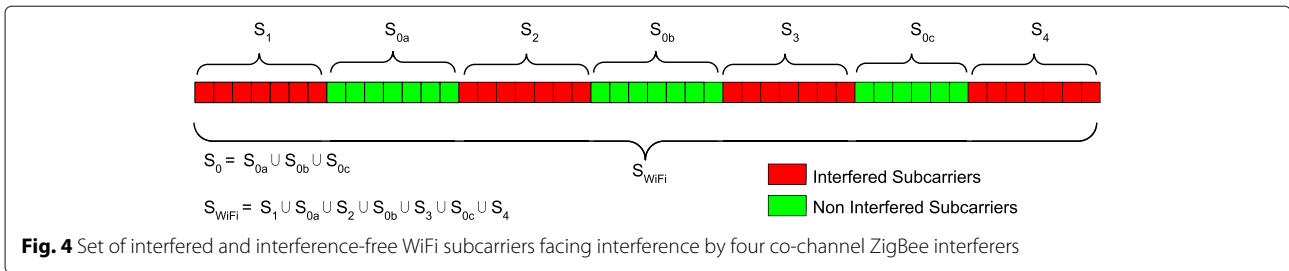 S1 S0a S2 S0b S3 S0c S4
SWiFi
S0 = S0a ∪ S0b ∪ S0c
Interfered Subcarriers
SWiFi = S1 ∪ S0a ∪ S2 ∪ S0b ∪ S3 ∪ S0c ∪ S4
Non Interfered Subcarriers
Fig. 4 Set of interfered and interference-free WiFi subcarriers facing interference by four co-channel ZigBee interferers